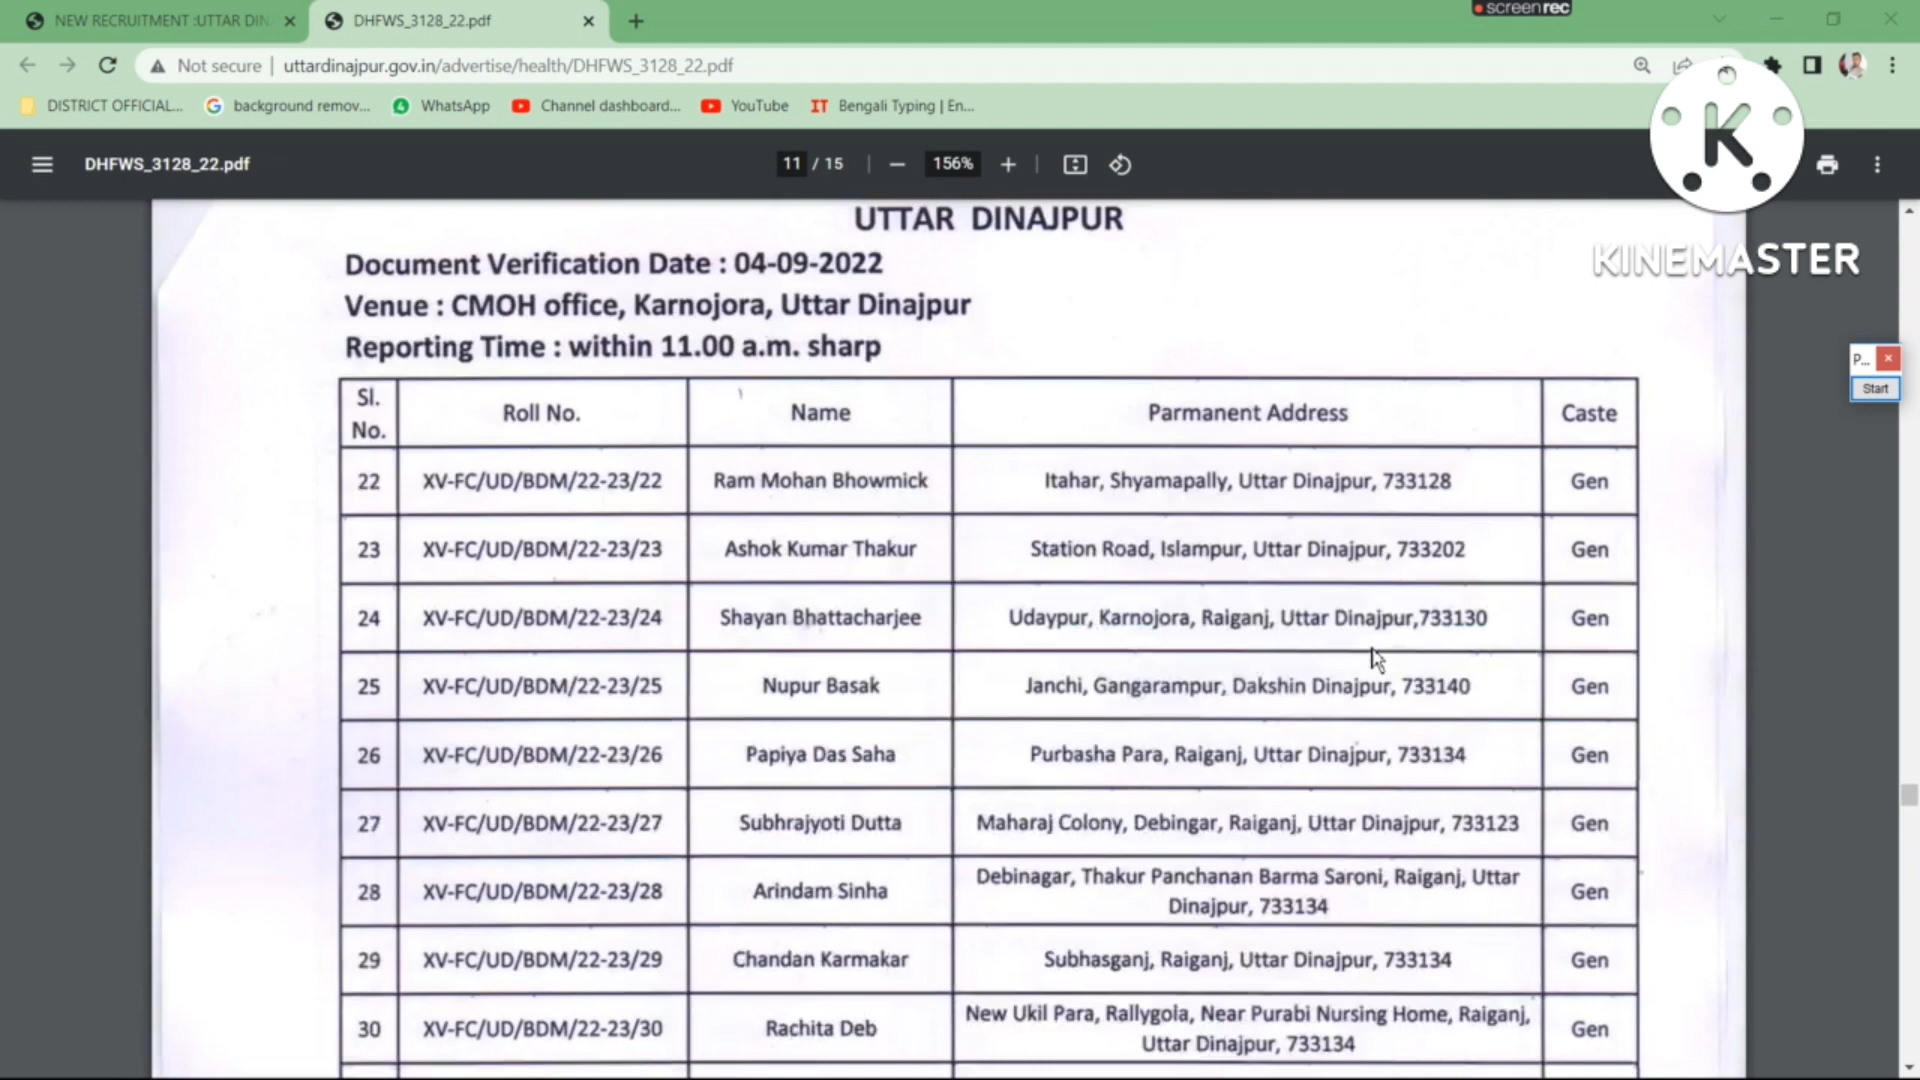 screenrec
NEW RECRUITMENT :UTTAR DIN
DHFWS_3128_22.pdf
Not secure | uttardinajpur.gov.in/advertise/health/DHFWS_3128_22.pdf
DISTRICT OFFICIAL...
background remov...
WhatsApp
Channel dashboard...
YouTube
IT Bengali Typing | En...
DHFWS_3128_22.pdf
11 / 15
156%
K
KINEMASTER
P...
Start
UTTAR DINAJPUR
Document Verification Date : 04-09-2022
Venue : CMOH office, Karnojora, Uttar Dinajpur
Reporting Time : within 11.00 a.m. sharp
Sl. No. Roll No. Name Parmanent Address Caste
22 XV-FC/UD/BDM/22-23/22 Ram Mohan Bhowmick Itahar, Shyamapally, Uttar Dinajpur, 733128 Gen
23 XV-FC/UD/BDM/22-23/23 Ashok Kumar Thakur Station Road, Islampur, Uttar Dinajpur, 733202 Gen
24 XV-FC/UD/BDM/22-23/24 Shayan Bhattacharjee Udaypur, Karnojora, Raiganj, Uttar Dinajpur,733130 Gen
25 XV-FC/UD/BDM/22-23/25 Nupur Basak Janchi, Gangarampur, Dakshin Dinajpur, 733140 Gen
26 XV-FC/UD/BDM/22-23/26 Papiya Das Saha Purbasha Para, Raiganj, Uttar Dinajpur, 733134 Gen
27 XV-FC/UD/BDM/22-23/27 Subhrajyoti Dutta Maharaj Colony, Debingar, Raiganj, Uttar Dinajpur, 733123 Gen
28 XV-FC/UD/BDM/22-23/28 Arindam Sinha Debinagar, Thakur Panchanan Barma Saroni, Raiganj, Uttar
Dinajpur, 733134 Gen
29 XV-FC/UD/BDM/22-23/29 Chandan Karmakar Subhasganj, Raiganj, Uttar Dinajpur, 733134 Gen
30 XV-FC/UD/BDM/22-23/30 Rachita Deb New Ukil Para, Rallygola, Near Purabi Nursing Home, Raiganj,
Uttar Dinajpur, 733134 Gen